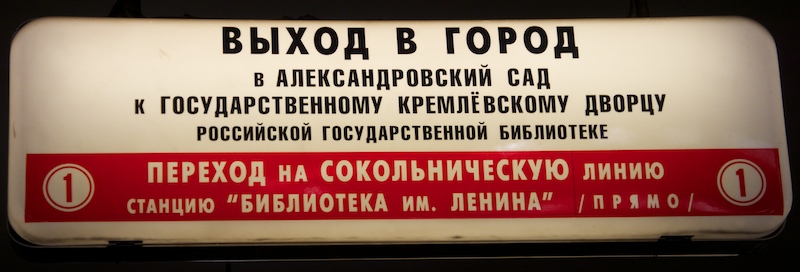 ВЫХОД В ГОРОД
в АЛЕКСАНДРОВСКИЙ САД
к ГОСУДАРСТВЕННОМУ КРЕМЛЁВСКОМУ ДВОРЦУ
РОССИЙСКОЙ ГОСУДАРСТВЕННОЙ БИБЛИОТЕКЕ
1 ПЕРЕХОД на СОКОЛЬНИЧЕСКУЮ линию 1
станцию "БИБЛИОТЕКА им. ЛЕНИНА" /ПРЯМО/